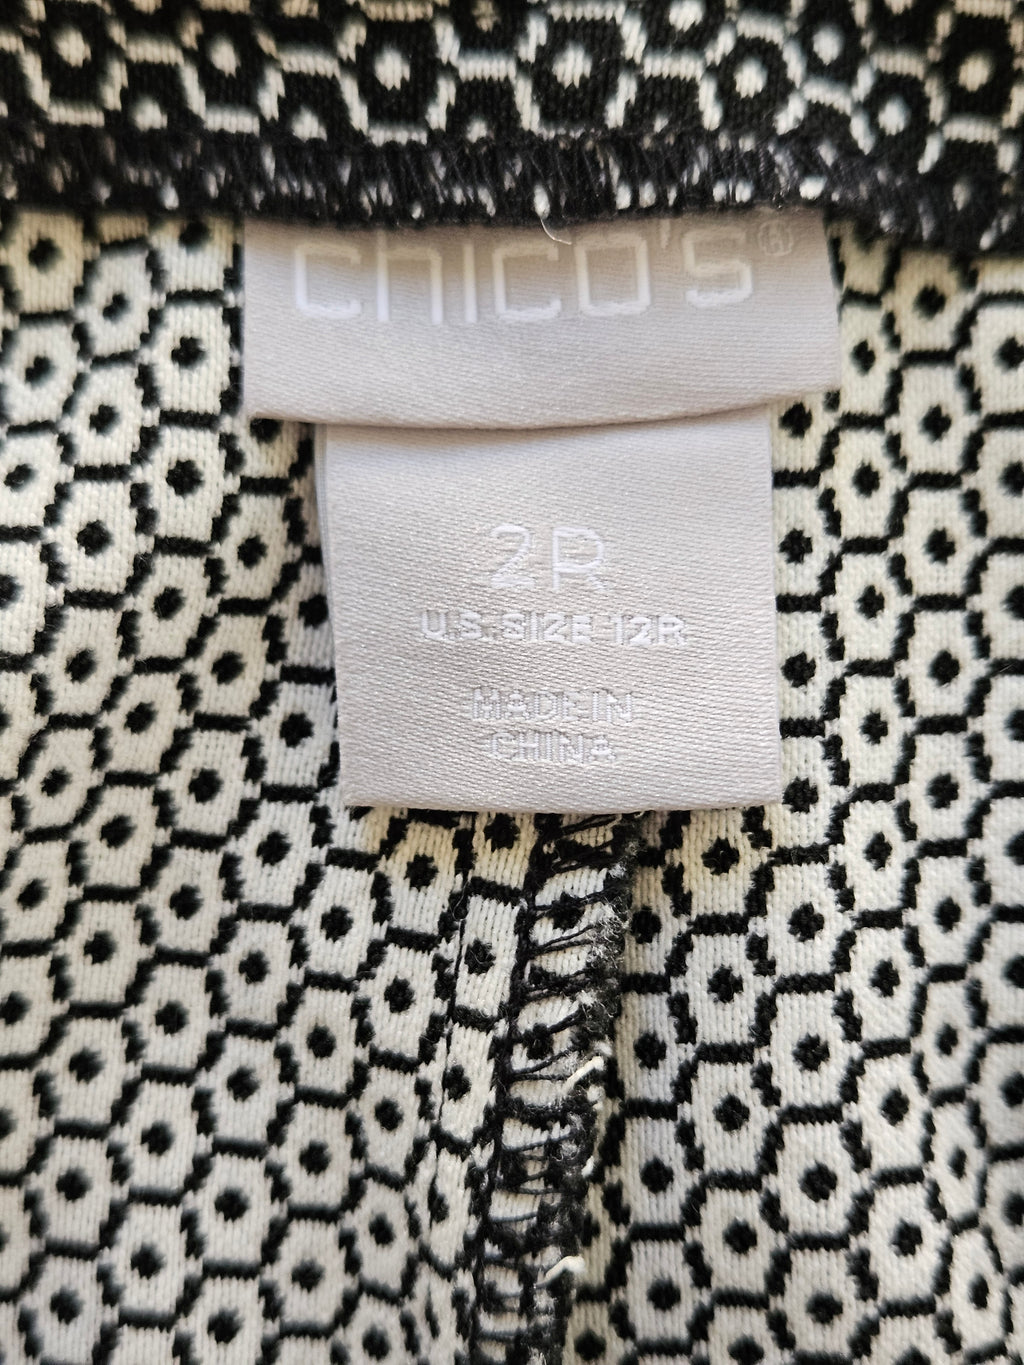 CHICO'S®
2R
U.S. SIZE 12R
MADE IN
CHINA